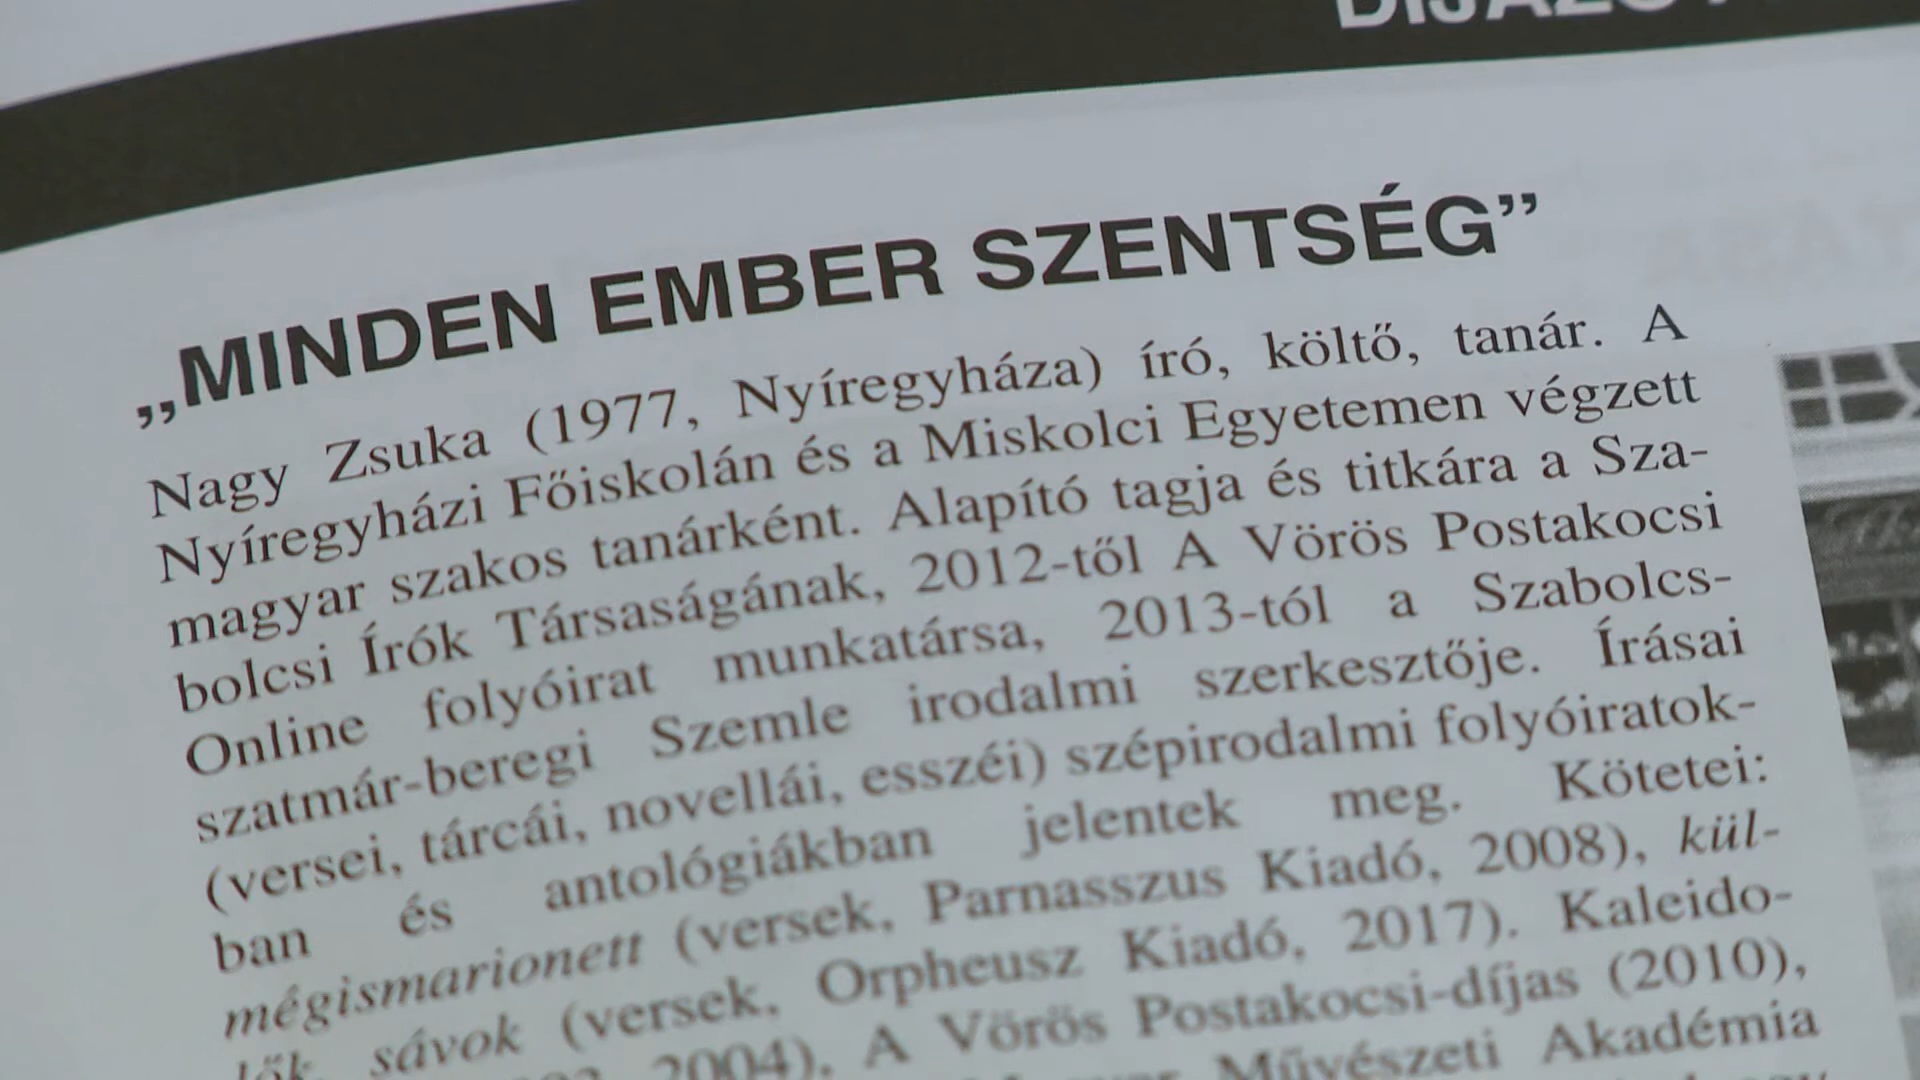 „MINDEN EMBER SZENTSÉG”
Nagy Zsuka (1977, Nyíregyháza) író, költő, tanár. A
Nyíregyházi Főiskolán és a Miskolci Egyetemen végzett
magyar szakos tanárként. Alapító tagja és titkára a Sza-
bolcsi Írók Társaságának, 2012-től A Vörös Postakocsi
Online folyóirat munkatársa, 2013-tól a Szabolcs-
szatmár-beregi Szemle irodalmi szerkesztője. Írásai
(versei, tárcái, novellái, esszéi) szépirodalmi folyóiratok-
ban és antológiákban jelentek meg. Kötetei:
mégismarionett (versek, Parnasszus Kiadó, 2008), kül-
lők, sávok (versek, Orpheusz Kiadó, 2017). Kaleido-
2004). A Vörös Postakocsi-díjas (2010),
Művészeti Akadémia